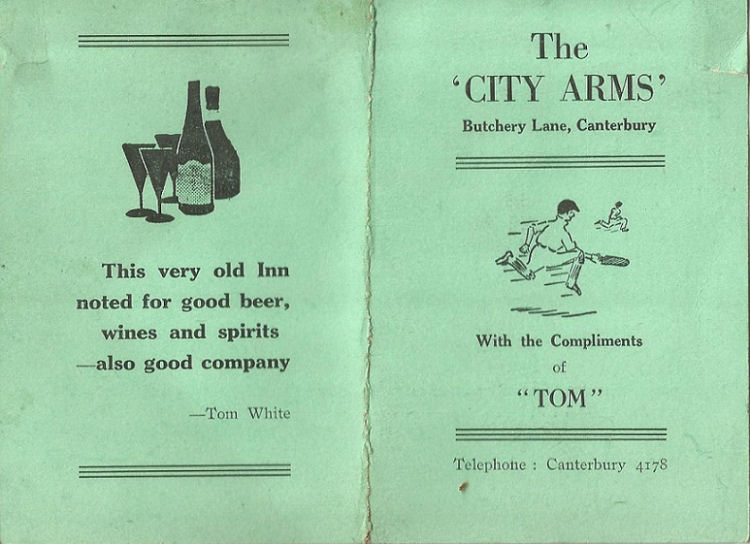 This very old Inn
noted for good beer,
wines and spirits
—also good company
—Tom White
The
‘CITY ARMS’
Butchery Lane, Canterbury
With the Compliments
of
“TOM”
Telephone : Canterbury 4178